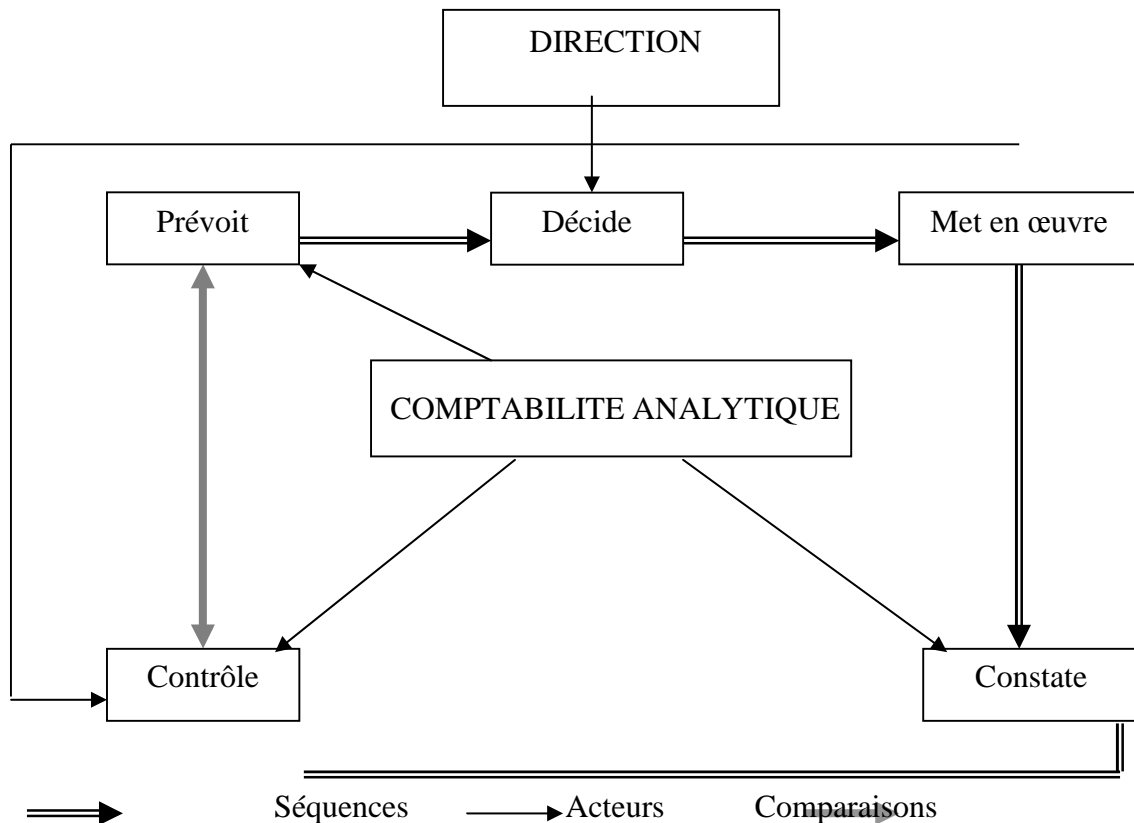 DIRECTION
Prévoit
Décide
Met en œuvre
COMPTABILITE ANALYTIQUE
Contrôle
Constate
Séquences Acteurs Comparaisons